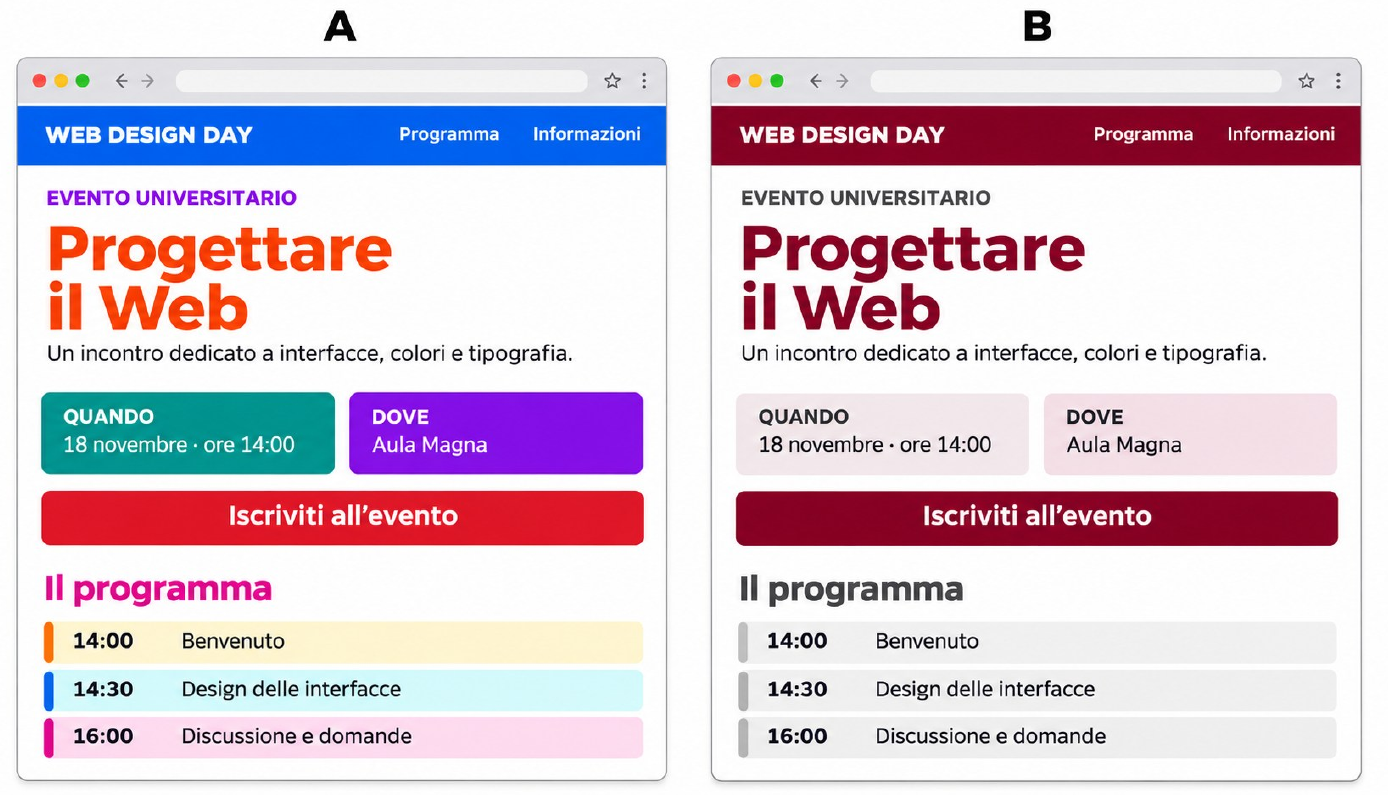 A
WEB DESIGN DAY Programma Informazioni
EVENTO UNIVERSITARIO
Progettare
il Web
Un incontro dedicato a interfacce, colori e tipografia.
QUANDO
18 novembre · ore 14:00
DOVE
Aula Magna
Iscriviti all’evento
Il programma
14:00 Benvenuto
14:30 Design delle interfacce
16:00 Discussione e domande
B
WEB DESIGN DAY Programma Informazioni
EVENTO UNIVERSITARIO
Progettare
il Web
Un incontro dedicato a interfacce, colori e tipografia.
QUANDO
18 novembre · ore 14:00
DOVE
Aula Magna
Iscriviti all’evento
Il programma
14:00 Benvenuto
14:30 Design delle interfacce
16:00 Discussione e domande